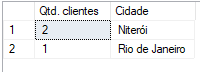 Qtd. clientes Cidade
1 2 Niterói
2 1 Rio de Janeiro